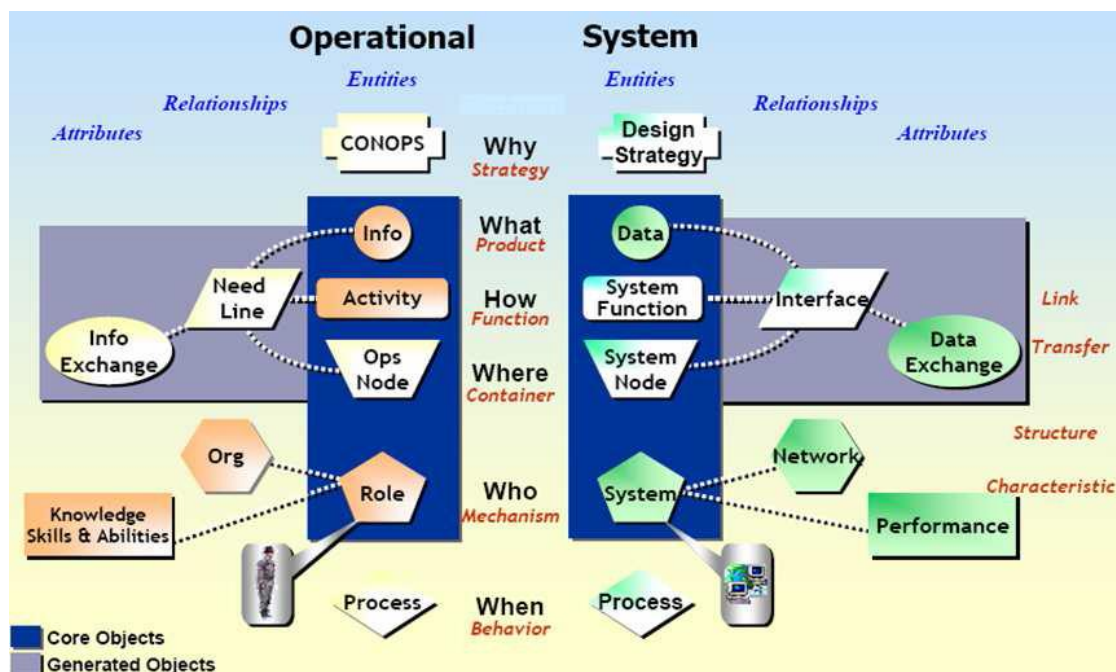 Operational
System
Entities
Entities
Relationships
Relationships
Attributes
Attributes
CONOPS
Why
Strategy
Design
Strategy
Info
What
Product
Data
Need
Line
Activity
How
Function
System
Function
Interface
Link
Info
Exchange
Ops
Node
Where
Container
System
Node
Data
Exchange
Transfer
Org
Role
Who
Mechanism
System
Network
Structure
Knowledge
Skills & Abilities
Performance
Characteristic
Process
When
Behavior
Process
Core Objects
Generated Objects